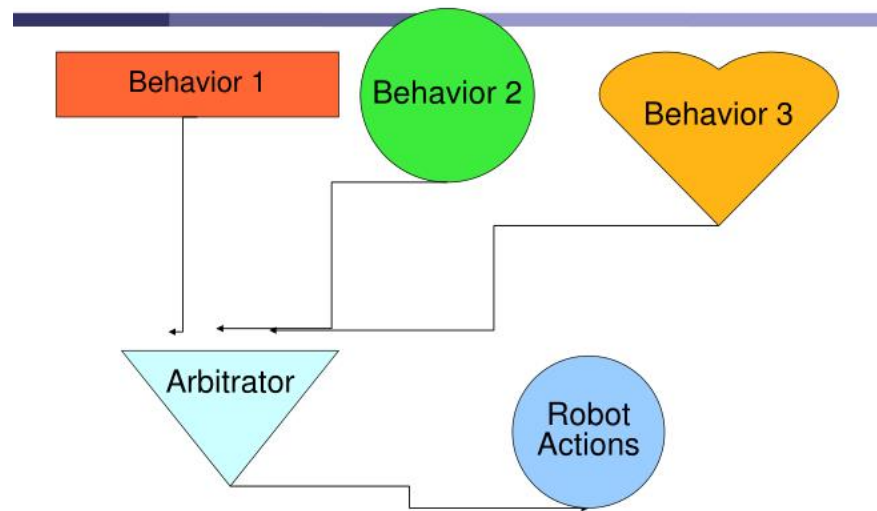 Behavior 1
Behavior 2
Behavior 3
Arbitrator
Robot
Actions